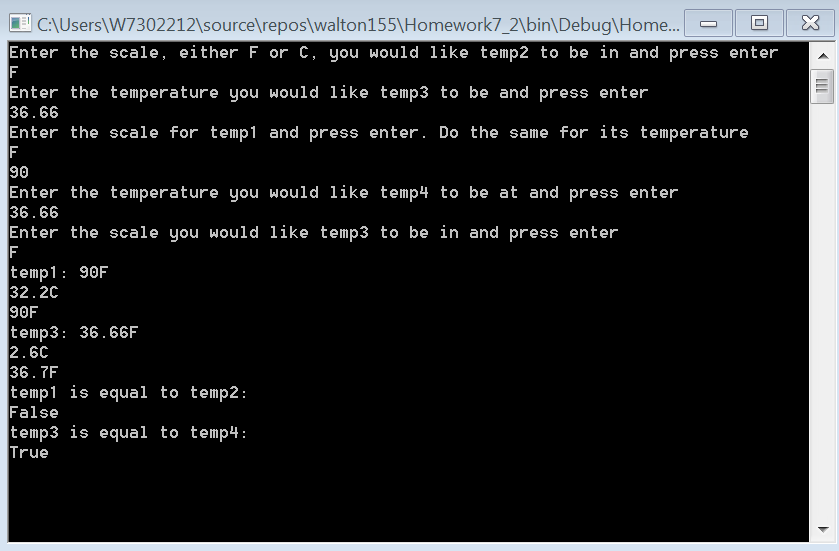 C:\Users\W7302212\source\repos\walton155\Homework7_2\bin\Debug\Home...
Enter the scale, either F or C, you would like temp2 to be in and press enter
F
Enter the temperature you would like temp3 to be and press enter
36.66
Enter the scale for temp1 and press enter. Do the same for its temperature
F
90
Enter the temperature you would like temp4 to be at and press enter
36.66
Enter the scale you would like temp3 to be in and press enter
F
temp1: 90F
32.2C
90F
temp3: 36.66F
2.6C
36.7F
temp1 is equal to temp2:
False
temp3 is equal to temp4:
True